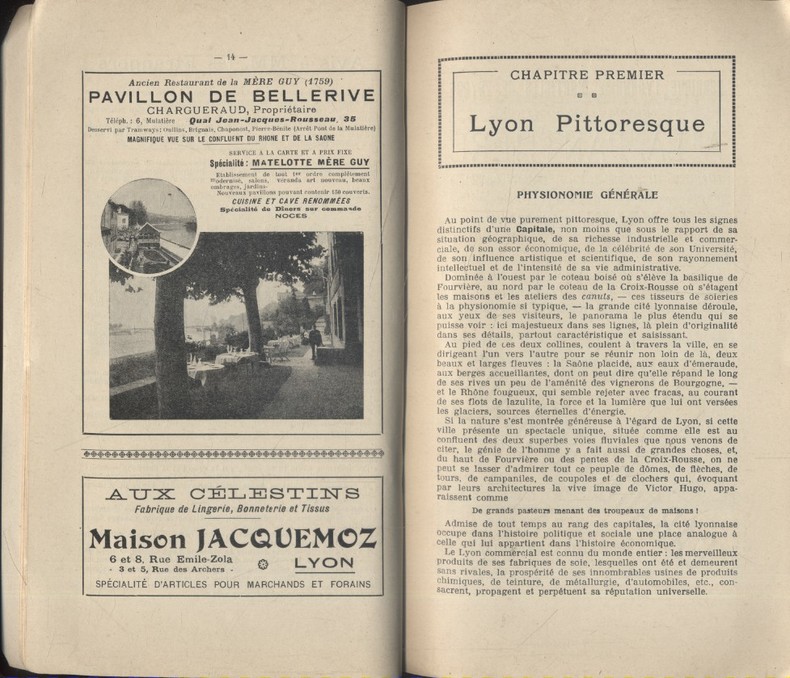 — 14 —
Ancien Restaurant de la MÈRE GUY (1759)
PAVILLON DE BELLERIVE
CHARGUERAUD, Propriétaire
Téléph. : 6, Mulatière Quai Jean-Jacques-Rousseau, 35
Desservi par Tramways : Oullins, Brignais, Chaponost, Pierre-Bénite (Arrêt Pont de la Mulatière)
MAGNIFIQUE VUE SUR LE CONFLUENT DU RHONE ET DE LA SAONE
SERVICE A LA CARTE ET A PRIX FIXE
Spécialité : MATELOTTE MÈRE GUY
Etablissement de tout 1er ordre complètement
Modernisé, salons, veranda art nouveau, beaux
ombrages, jardins.
Nouveaux pavillons pouvant contenir 150 couverts.
CUISINE ET CAVE RENOMMÉES
Spécialité de Diners sur commande
NOCES
AUX CÉLESTINS
Fabrique de Lingerie, Bonneterie et Tissus
Maison JACQUEMOZ
6 et 8, Rue Emile-Zola
- 3 et 5, Rue des Archers -
LYON
SPÉCIALITÉ D'ARTICLES POUR MARCHANDS ET FORAINS
CHAPITRE PREMIER
Lyon Pittoresque
PHYSIONOMIE GÉNÉRALE
Au point de vue purement pittoresque, Lyon offre tous les signes
distinctifs d'une Capitale, non moins que sous le rapport de sa
situation géographique, de sa richesse industrielle et commer-
ciale, de son essor économique, de la célébrité de son Université,
de son influence artistique et scientifique, de son rayonnement
intellectuel et de l'intensité de sa vie administrative.
Dominée à l'ouest par le coteau boisé où s'élève la basilique de
Fourvière, au nord par le coteau de la Croix-Rousse où s'étagent
les maisons et les ateliers des canuts, — ces tisseurs de soieries
à la physionomie si typique, — la grande cité lyonnaise déroule,
aux yeux de ses visiteurs, le panorama le plus étendu qui se
puisse voir : ici majestueux dans ses lignes, là plein d'originalité
dans ses détails, partout caractéristique et saisissant.
Au pied de ces deux collines, coulent à travers la ville, en se
dirigeant l'un vers l'autre pour se réunir non loin de là, deux
beaux et larges fleuves : la Saône placide, aux eaux d'émeraude,
aux berges accueillantes, dont on peut dire qu'elle répand le long
de ses rives un peu de l'aménité des vignerons de Bourgogne, —
et le Rhône fougueux, qui semble rejeter avec fracas, au courant
de ses flots de lazulite, la force et la lumière que lui ont versées
les glaciers, sources éternelles d'énergie.
Si la nature s'est montrée généreuse à l'égard de Lyon, si cette
ville présente un spectacle unique, située comme elle est au
confluent des deux superbes voies fluviales que nous venons de
citer, le génie de l'homme y a fait aussi de grandes choses, et,
du haut de Fourvière ou des pentes de la Croix-Rousse, on ne
peut se lasser d'admirer tout ce peuple de dômes, de flèches, de
tours, de campaniles, de coupoles et de clochers qui, évoquant
par leurs architectures la vive image de Victor Hugo, appa-
raissent comme
De grands pasteurs menant des troupeaux de maisons !
Admise de tout temps au rang des capitales, la cité lyonnaise
occupe dans l'histoire politique et sociale une place analogue à
celle qui lui appartient dans l'histoire économique.
Le Lyon commercial est connu du monde entier : les merveilleux
produits de ses fabriques de soie, lesquelles ont été et demeurent
sans rivales, la prospérité de ses innombrables usines de produits
chimiques, de teinture, de métallurgie, d'automobiles, etc., con-
sacrent, propagent et perpétuent sa réputation universelle.